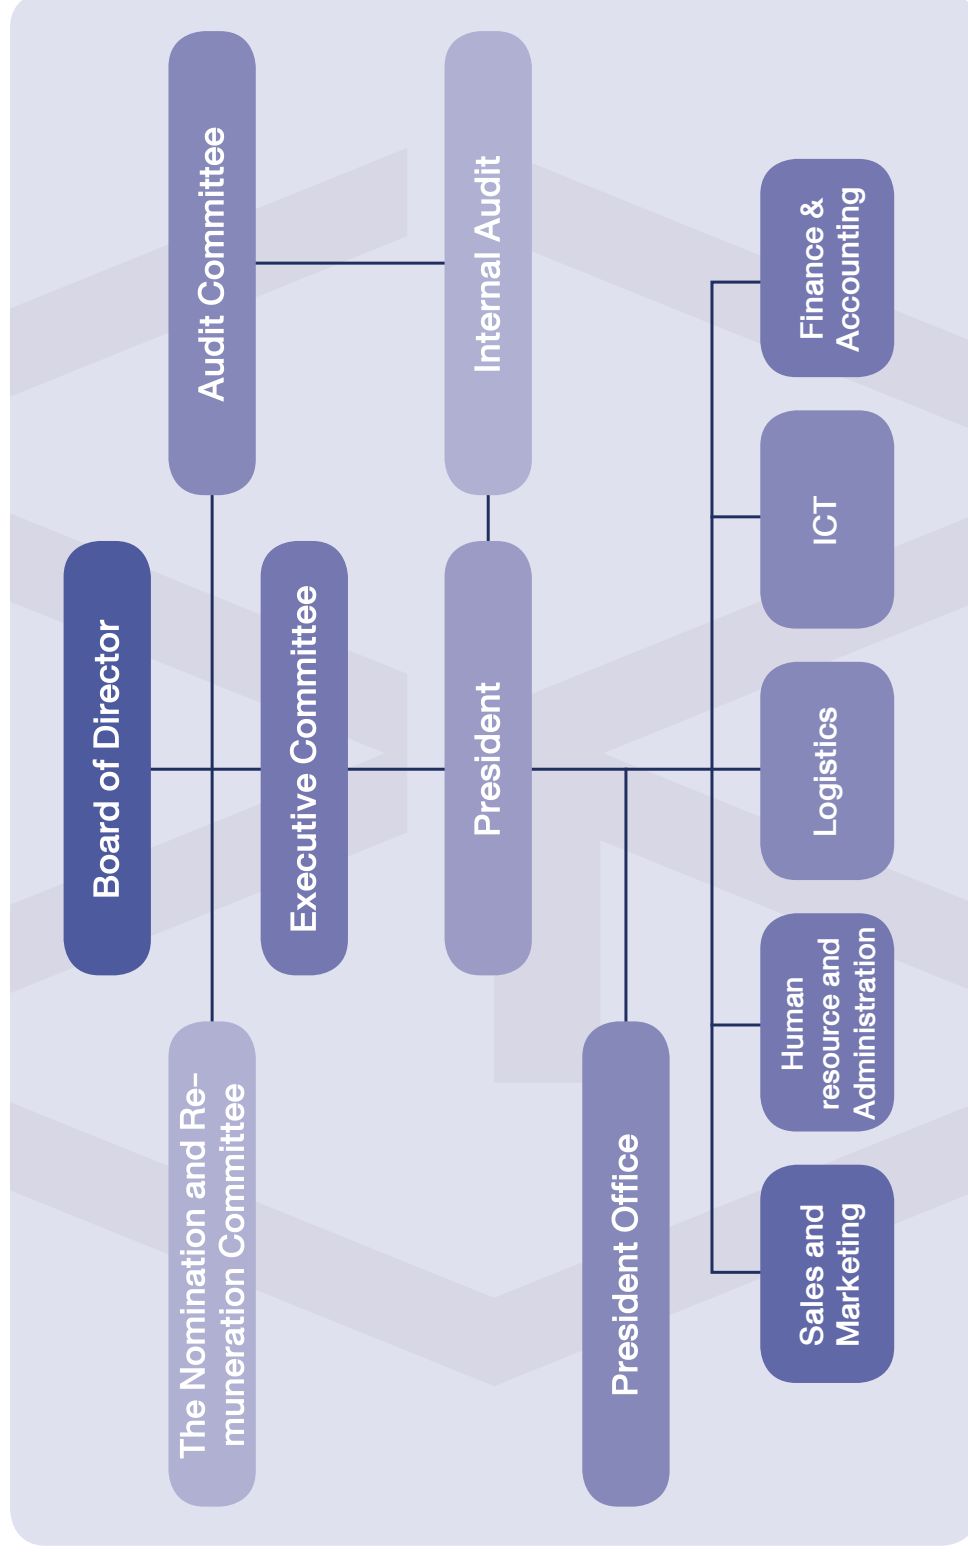 Board of Director
The Nomination and Re-
muneration Committee
Audit Committee
Executive Committee
President
Internal Audit
President Office
Sales and
Marketing
Human
resource and
Administration
Logistics
ICT
Finance &
Accounting